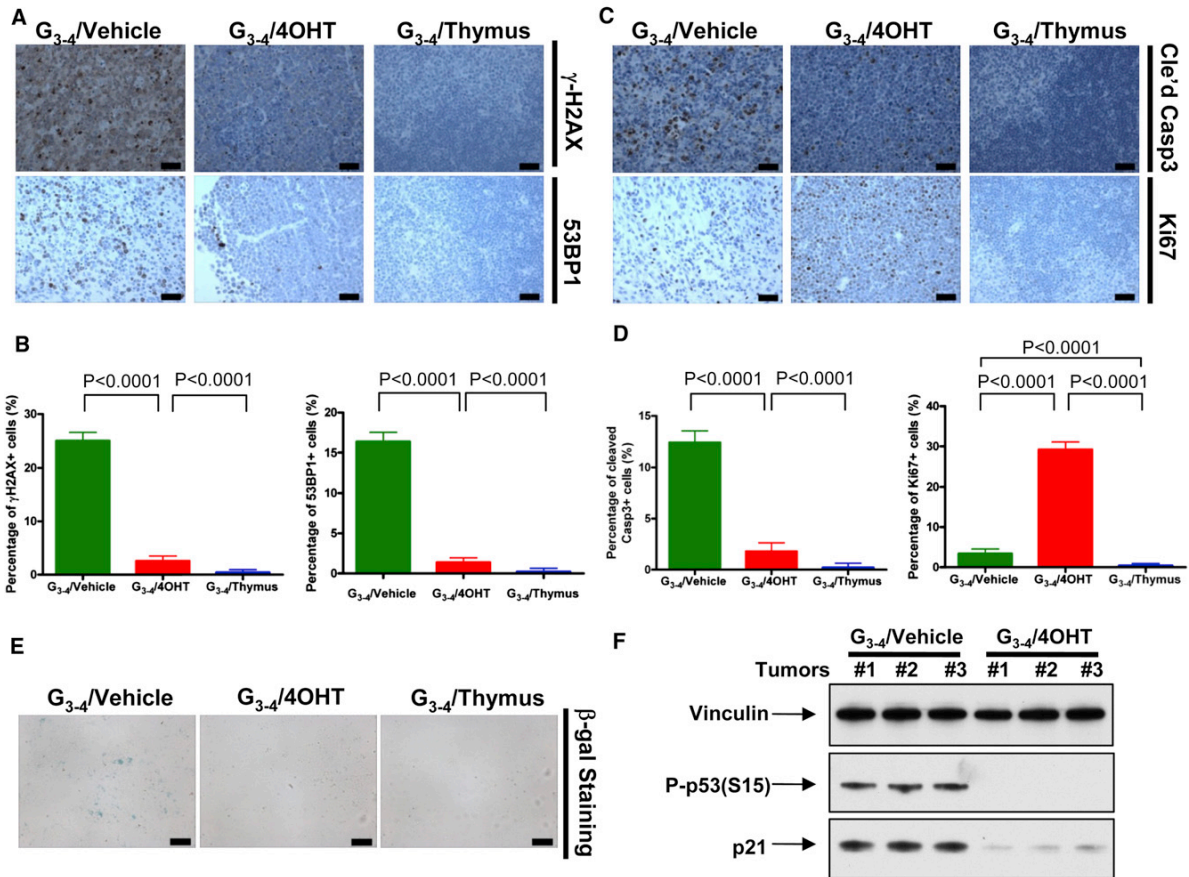 A
G3-4/Vehicle G3-4/4OHT G3-4/Thymus
γ-H2AX
53BP1
C
G3-4/Vehicle G3-4/4OHT G3-4/Thymus
Cle'd Casp3
Ki67
B
P<0.0001 P<0.0001
Percentage of γH2AX+ cells (%)
30
20
10
0
G3-4/Vehicle G3-4/4OHT G3-4/Thymus
P<0.0001 P<0.0001
Percentage of 53BP1+ cells (%)
20
15
10
5
0
G3-4/Vehicle G3-4/4OHT G3-4/Thymus
D
P<0.0001 P<0.0001
Percentage of cleaved
Casp3+ cells (%)
15
10
5
0
G3-4/Vehicle G3-4/4OHT G3-4/Thymus
P<0.0001
P<0.0001 P<0.0001
Percentage of Ki67+ cells (%)
40
30
20
10
0
G3-4/Vehicle G3-4/4OHT G3-4/Thymus
E
G3-4/Vehicle G3-4/4OHT G3-4/Thymus
β-gal Staining
F
G3-4/Vehicle G3-4/4OHT
Tumors #1 #2 #3 #1 #2 #3
Vinculin
P-p53(S15)
p21